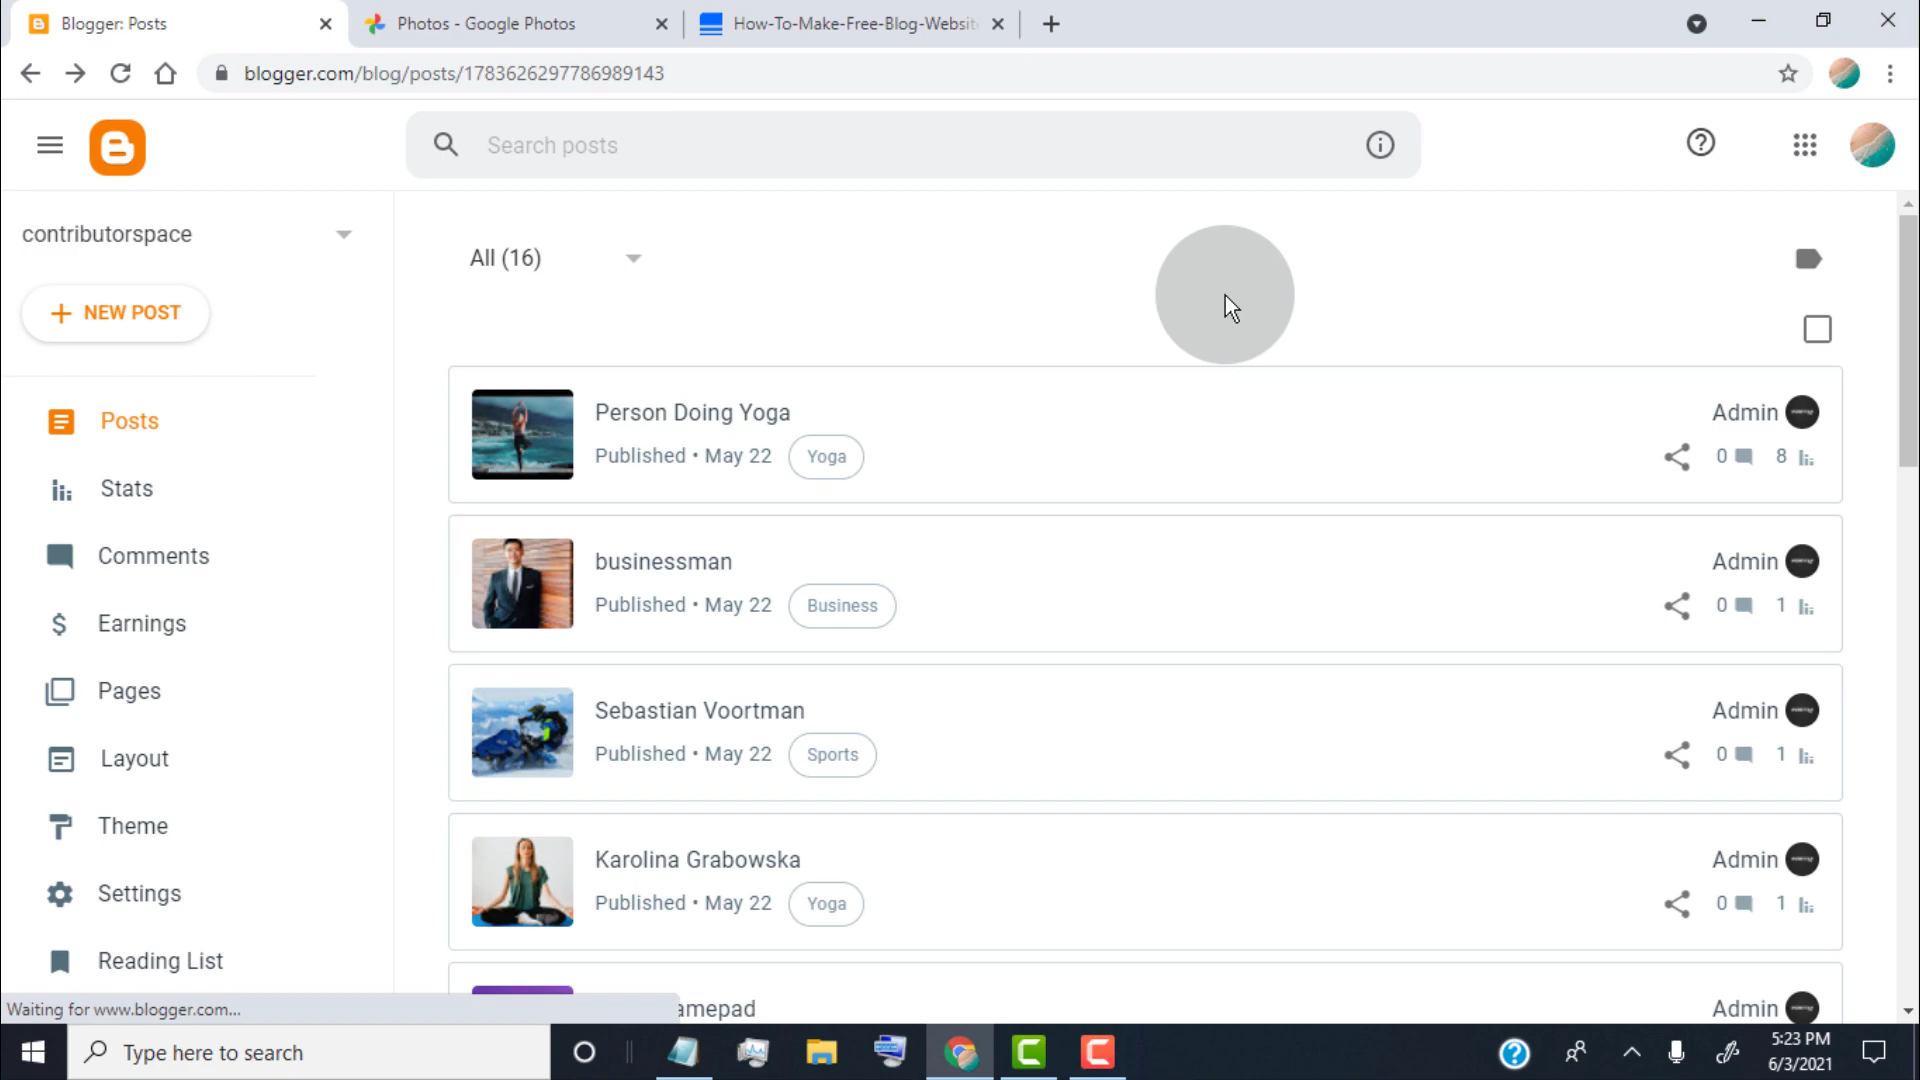 Blogger: Posts
Photos - Google Photos
How-To-Make-Free-Blog-Websit
blogger.com/blog/posts/1783626297786989143
Search posts
contributorspace
NEW POST
Posts
Stats
Comments
Earnings
Pages
Layout
Theme
Settings
Reading List
All (16)
Person Doing Yoga
Published • May 22 Yoga
Admin
0 8
businessman
Published • May 22 Business
Admin
0 1
Sebastian Voortman
Published • May 22 Sports
Admin
0 1
Karolina Grabowska
Published • May 22 Yoga
Admin
0 1
amepad
Admin
Waiting for www.blogger.com...
Type here to search
5:23 PM
6/3/2021